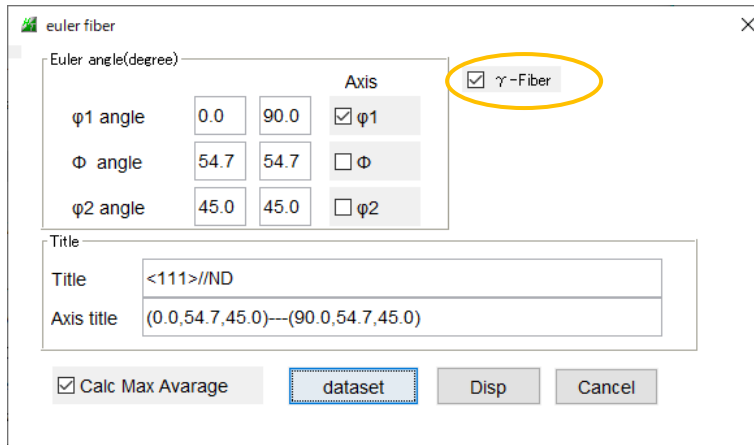 euler fiber
Euler angle(degree)
Axis
γ-Fiber
φ1 angle 0.0 90.0 φ1
Φ angle 54.7 54.7 Φ
φ2 angle 45.0 45.0 φ2
Title
Title <111>//ND
Axis title (0.0,54.7,45.0)---(90.0,54.7,45.0)
Calc Max Avarage dataset Disp Cancel